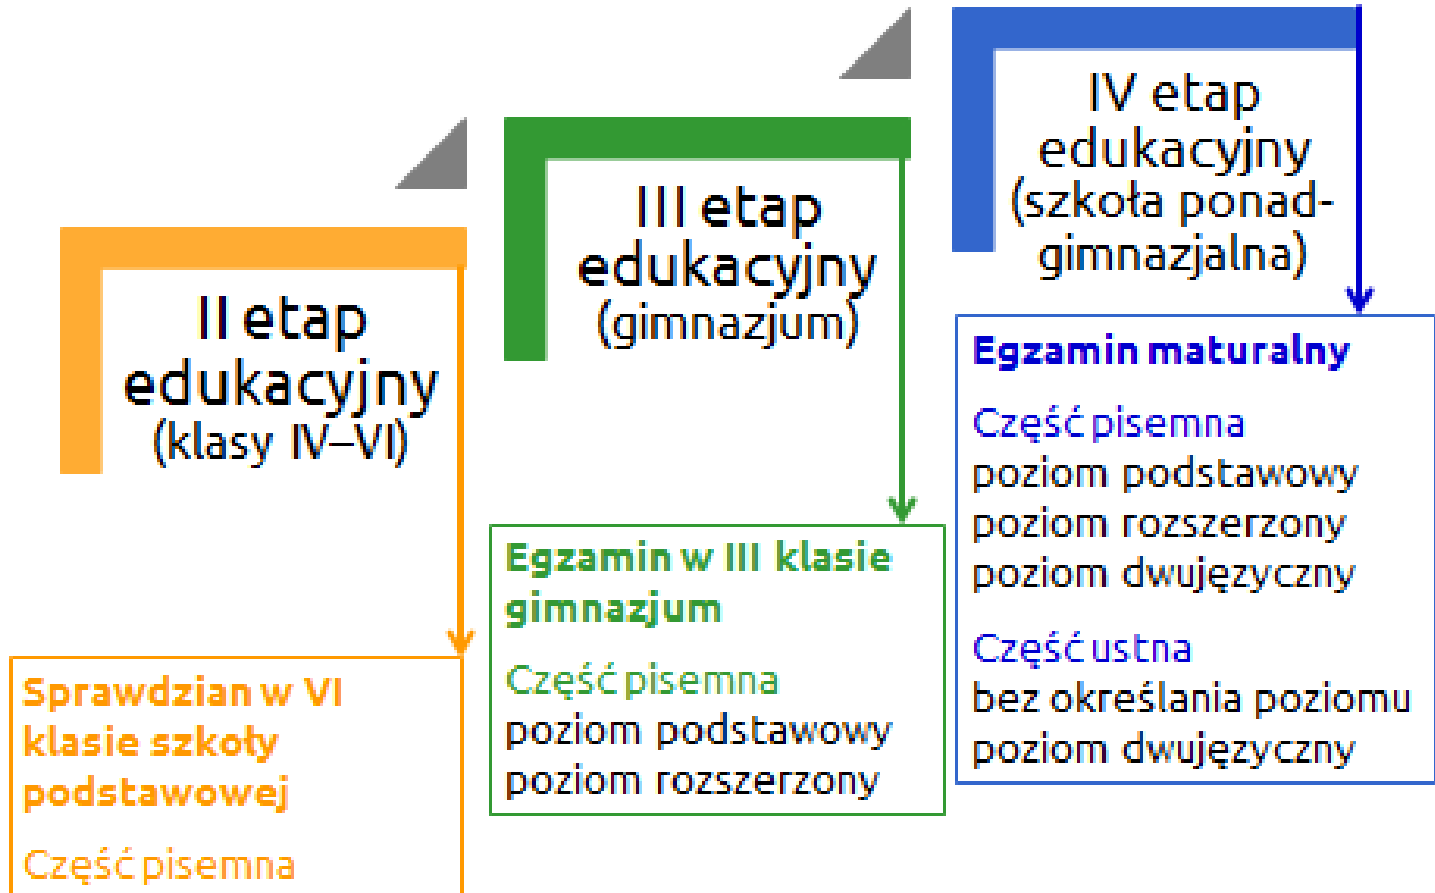 II etap
edukacyjny
(klasy IV–VI)
Sprawdzian w VI
klasie szkoły
podstawowej
Część pisemna
III etap
edukacyjny
(gimnazjum)
Egzamin w III klasie
gimnazjum
Część pisemna
poziom podstawowy
poziom rozszerzony
IV etap
edukacyjny
(szkoła ponad-
gimnazjalna)
Egzamin maturalny
Część pisemna
poziom podstawowy
poziom rozszerzony
poziom dwujęzyczny
Część ustna
bez określania poziomu
poziom dwujęzyczny